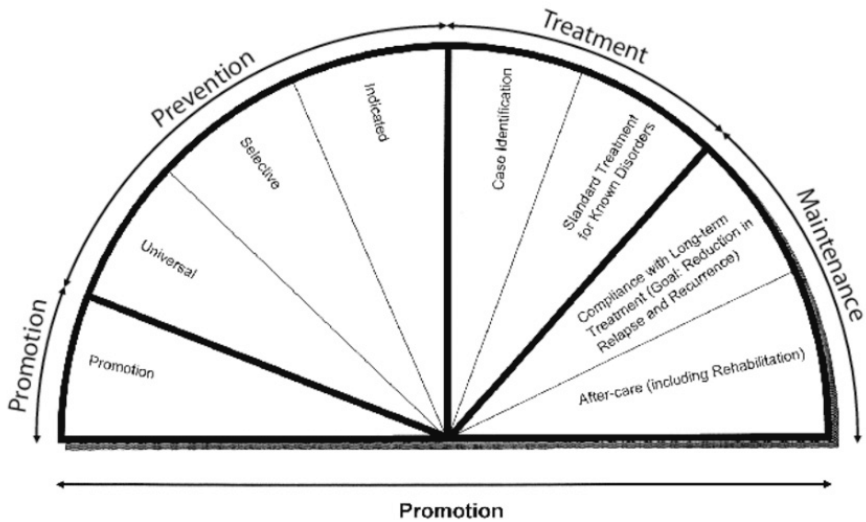 Promotion
Prevention
Treatment
Maintenance
Promotion
Universal
Selective
Indicated
Caso Identification
Standard Treatment
for Known Disorders
Compliance with Long-term
Treatment (Goal: Reduction in
Relapse and Recurrence)
After-care (including Rehabilitation)
Promotion